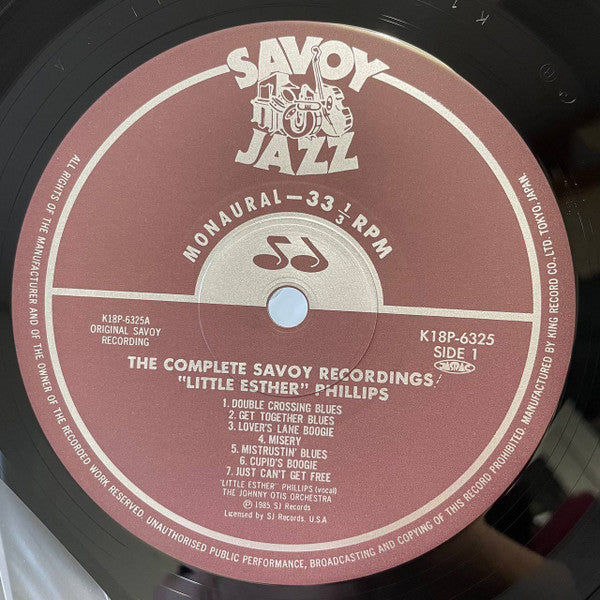 SAVOY
JAZZ
MONAURAL — 33 1/3 RPM
SJ
K18P-6325A
ORIGINAL SAVOY
RECORDING
K18P-6325
SIDE 1
JASRAC
THE COMPLETE SAVOY RECORDINGS/
"LITTLE ESTHER" PHILLIPS
1. DOUBLE CROSSING BLUES
2. GET TOGETHER BLUES
3. LOVER'S LANE BOOGIE
4. MISERY
5. MISTRUSTIN' BLUES
6. CUPID'S BOOGIE
7. JUST CAN'T GET FREE
"LITTLE ESTHER" PHILLIPS (vocal)
THE JOHNNY OTIS ORCHESTRA
℗ 1985 SJ Records
Licensed by SJ Records. U.S.A
ALL RIGHTS OF THE MANUFACTURER AND OF THE OWNER OF THE RECORDED WORK RESERVED. UNAUTHORISED PUBLIC PERFORMANCE, BROADCASTING AND COPYING OF THIS RECORD PROHIBITED. MANUFACTURED BY KING RECORD CO., LTD. TOKYO, JAPAN.